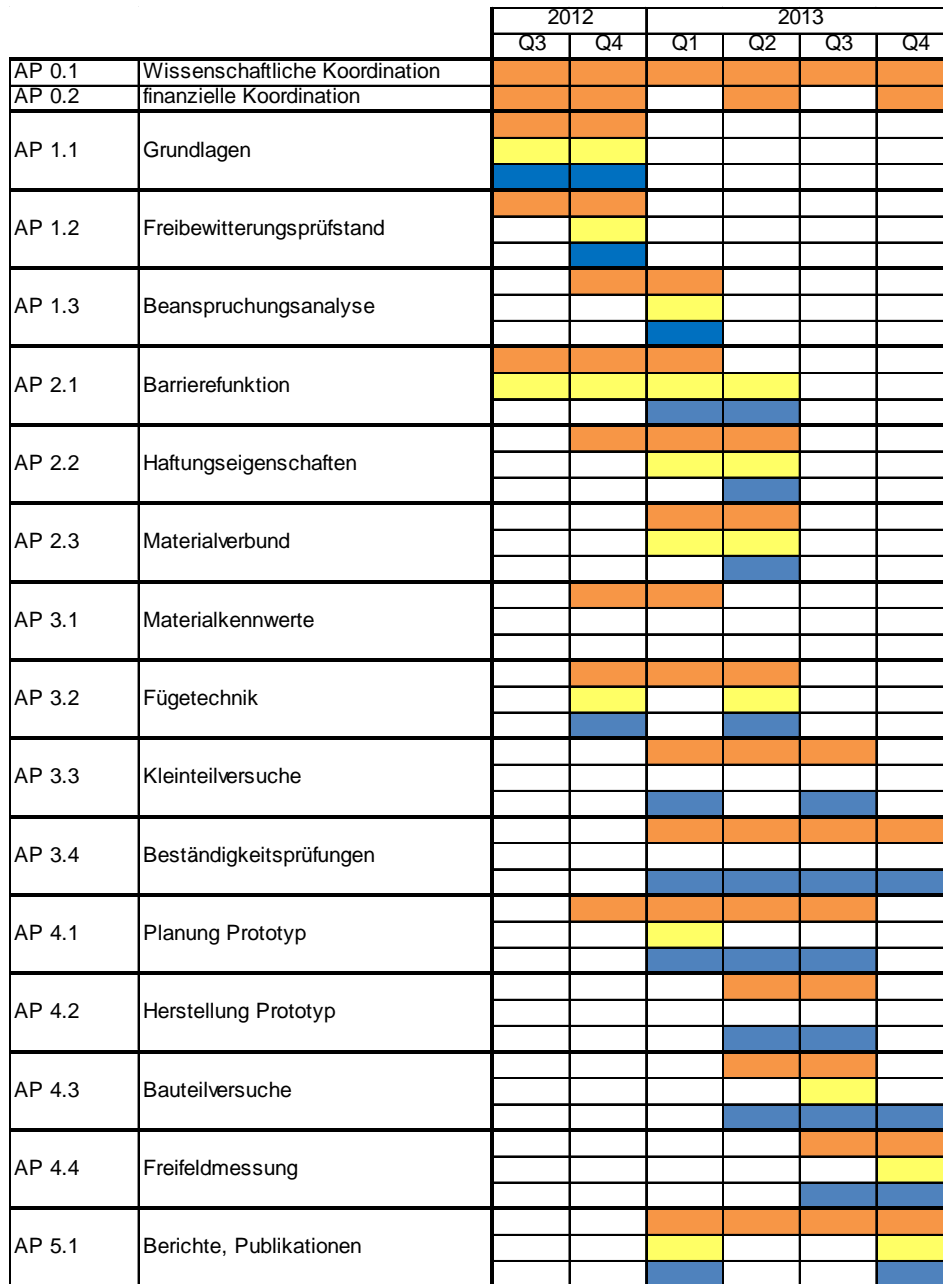 2012 2013
Q3 Q4 Q1 Q2 Q3 Q4
AP 0.1 Wissenschaftliche Koordination
AP 0.2 finanzielle Koordination
AP 1.1 Grundlagen
AP 1.2 Freibewitterungsprüfstand
AP 1.3 Beanspruchungsanalyse
AP 2.1 Barrierefunktion
AP 2.2 Haftungseigenschaften
AP 2.3 Materialverbund
AP 3.1 Materialkennwerte
AP 3.2 Fügetechnik
AP 3.3 Kleinteilversuche
AP 3.4 Beständigkeitsprüfungen
AP 4.1 Planung Prototyp
AP 4.2 Herstellung Prototyp
AP 4.3 Bauteilversuche
AP 4.4 Freifeldmessung
AP 5.1 Berichte, Publikationen